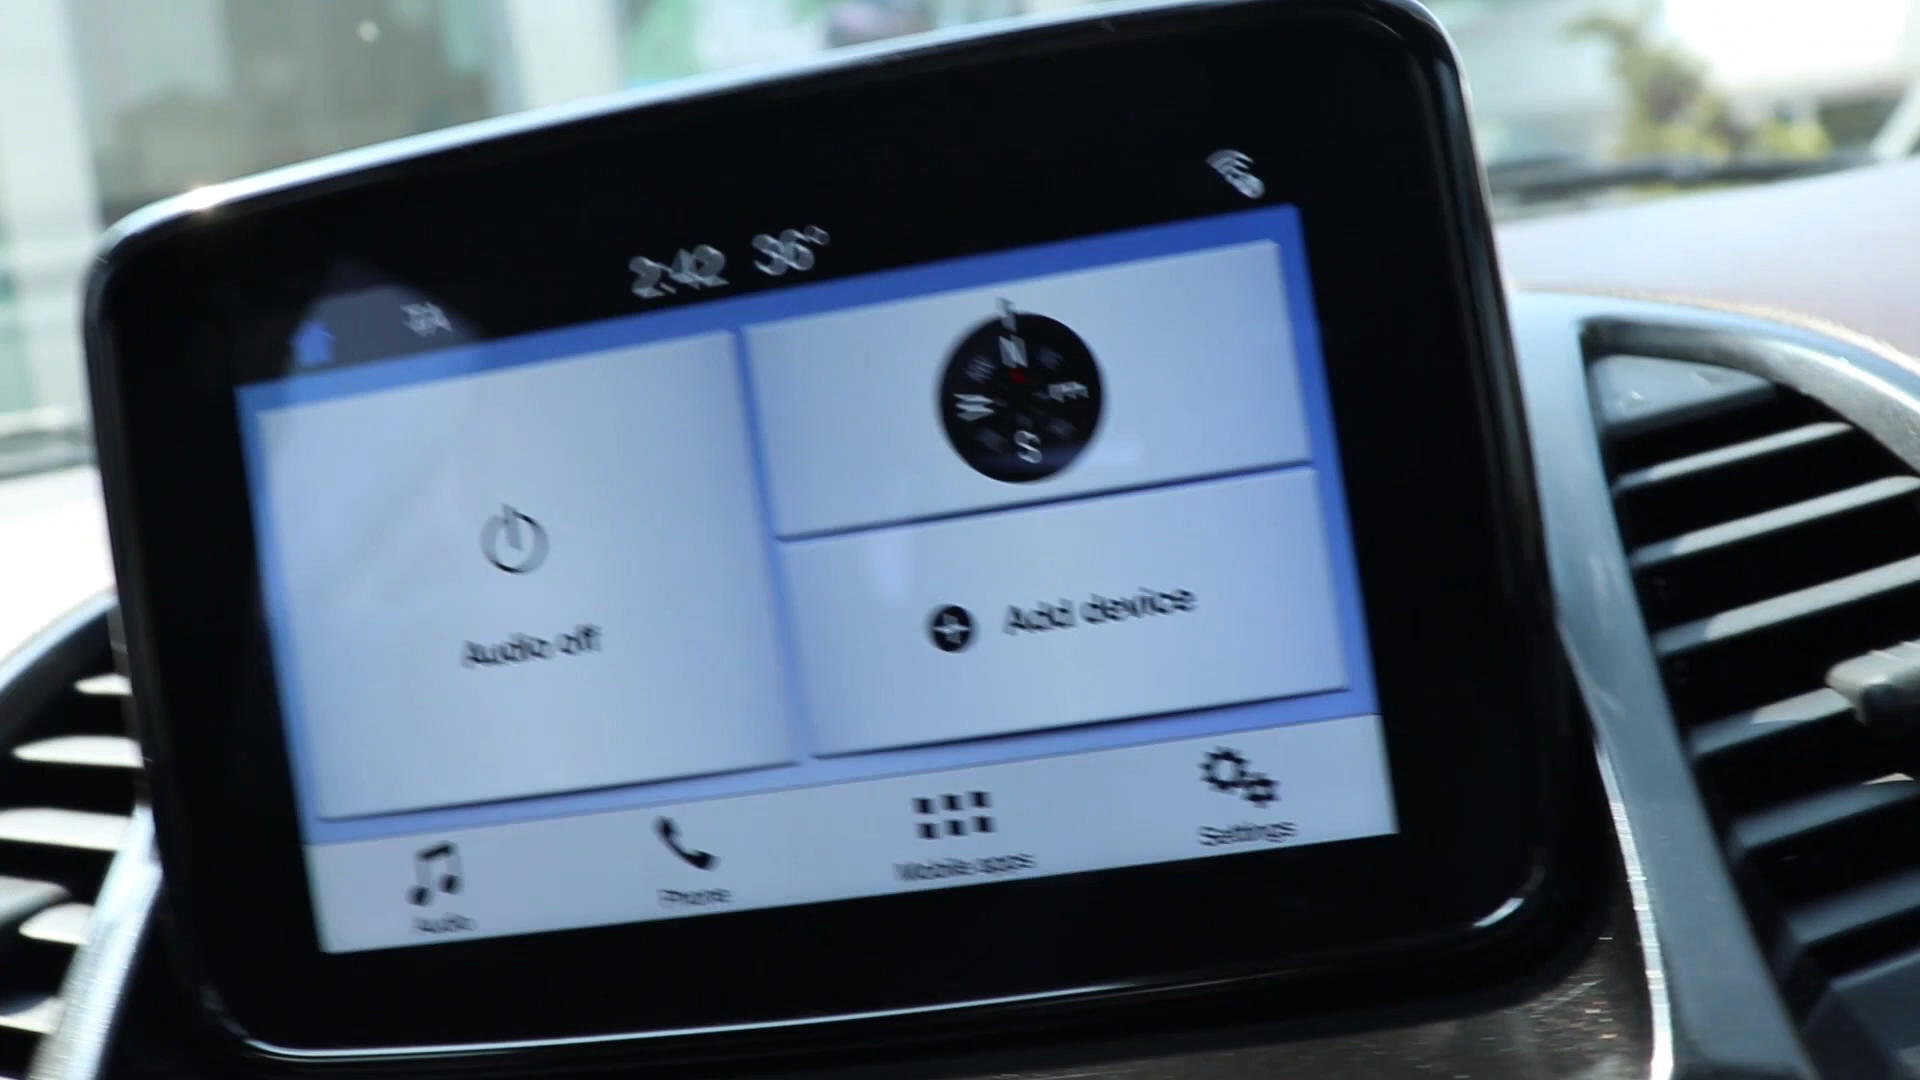 2:42 36°
N
W E
S
Audio off
Add device
Audio
Phone
Mobile apps
Settings